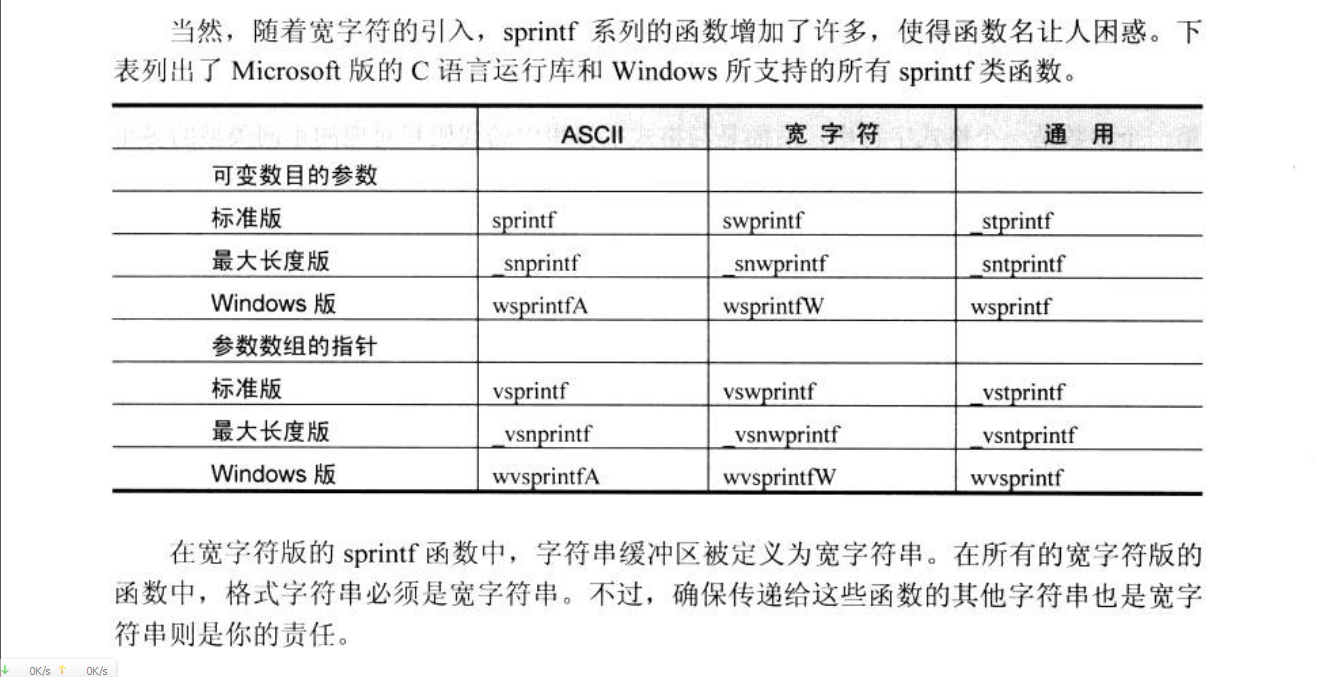 当然，随着宽字符的引入，sprintf 系列的函数增加了许多，使得函数名让人困惑。下
表列出了 Microsoft 版的 C 语言运行库和 Windows 所支持的所有 sprintf 类函数。
ASCII 宽字符 通用
可变数目的参数
标准版 sprintf swprintf _stprintf
最大长度版 _snprintf _snwprintf _sntprintf
Windows 版 wsprintfA wsprintfW wsprintf
参数数组的指针
标准版 vsprintf vswprintf _vstprintf
最大长度版 _vsnprintf _vsnwprintf _vsntprintf
Windows 版 wvsprintfA wvsprintfW wvsprintf
在宽字符版的 sprintf 函数中，字符串缓冲区被定义为宽字符串。在所有的宽字符版的
函数中，格式字符串必须是宽字符串。不过，确保传递给这些函数的其他字符串也是宽字
符串则是你的责任。
↓ 0K/s ↑ 0K/s